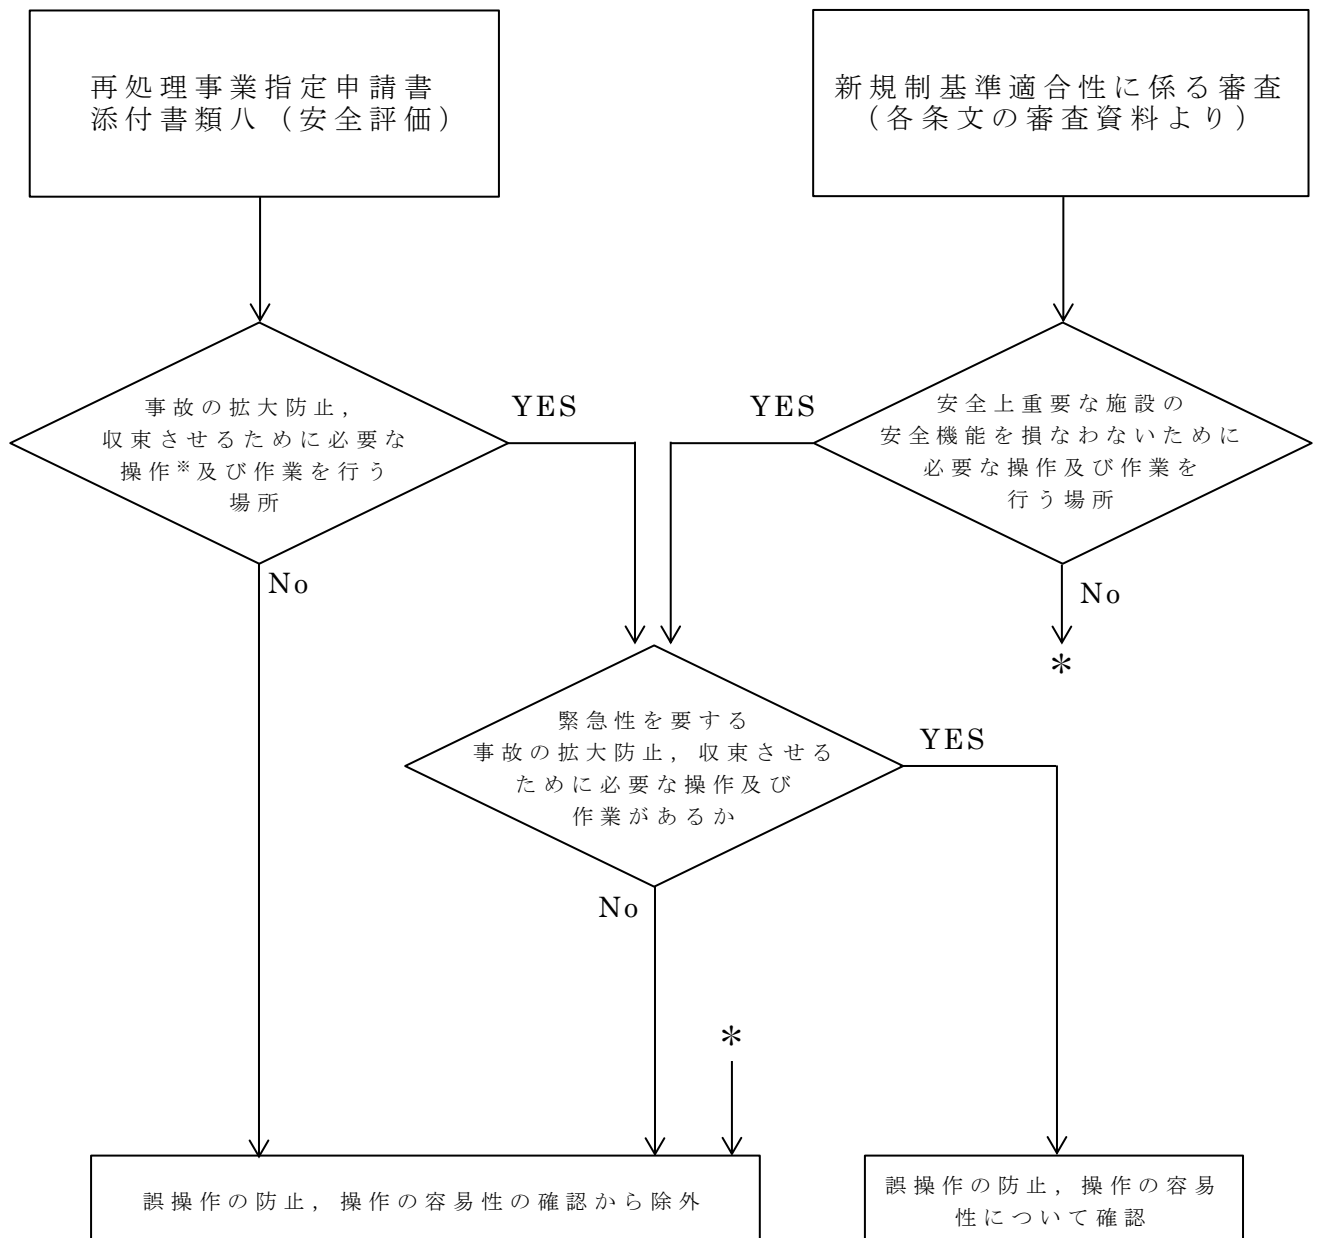 再処理事業指定申請書
添付書類八（安全評価）
新規制基準適合性に係る審査
（各条文の審査資料より）
事故の拡大防止，
収束させるために必要な
操作※及び作業を行う
場所
YES
YES
安全上重要な施設の
安全機能を損なわないために
必要な操作及び作業を
行う場所
No
No
＊
緊急性を要する
事故の拡大防止，収束させる
ために必要な操作及び
作業があるか
YES
No
＊
誤操作の防止，操作の容易性の確認から除外
誤操作の防止，操作の容易
性について確認